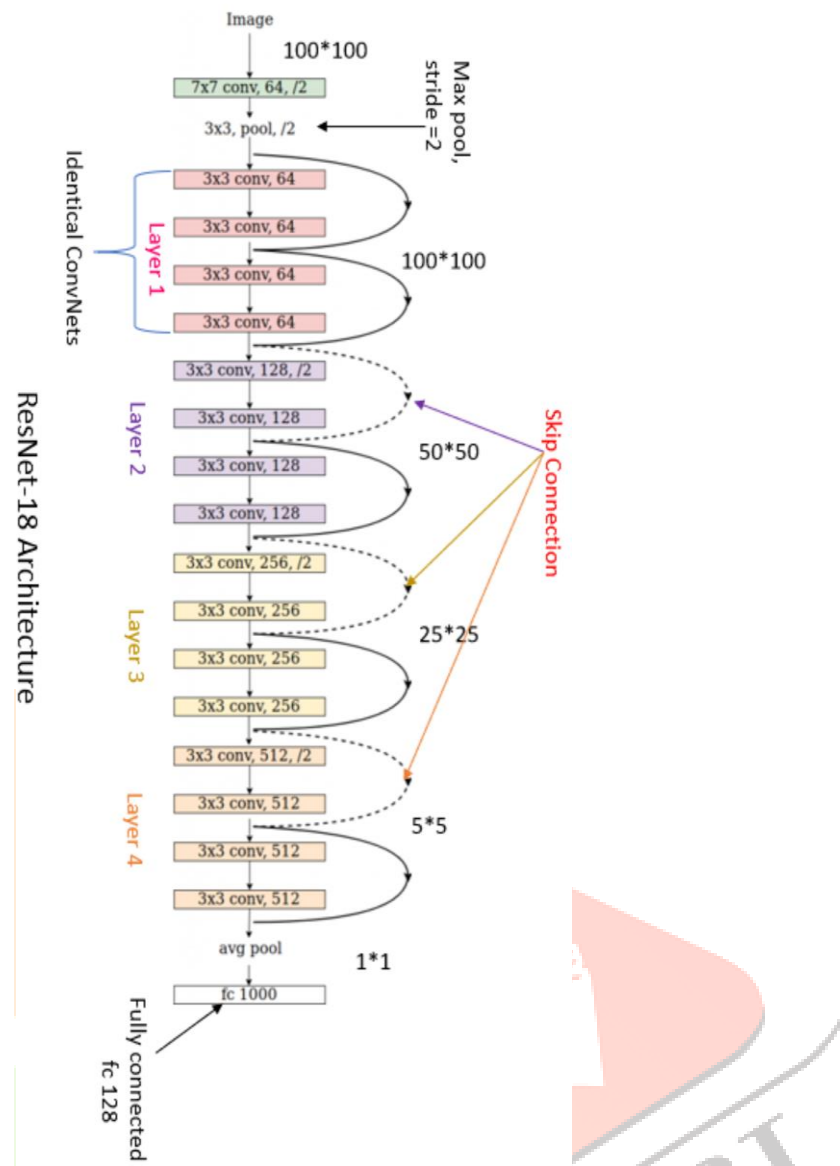 Image
100*100
7x7 conv, 64, /2
Max pool,
stride =2
3x3, pool, /2
Identical ConvNets
Layer 1
3x3 conv, 64
3x3 conv, 64
100*100
3x3 conv, 64
3x3 conv, 64
ResNet-18 Architecture
Layer 2
3x3 conv, 128, /2
3x3 conv, 128
Skip Connection
50*50
3x3 conv, 128
3x3 conv, 128
Layer 3
3x3 conv, 256, /2
3x3 conv, 256
25*25
3x3 conv, 256
3x3 conv, 256
Layer 4
3x3 conv, 512, /2
3x3 conv, 512
5*5
3x3 conv, 512
3x3 conv, 512
avg pool
1*1
fc 1000
Fully connected
fc 128